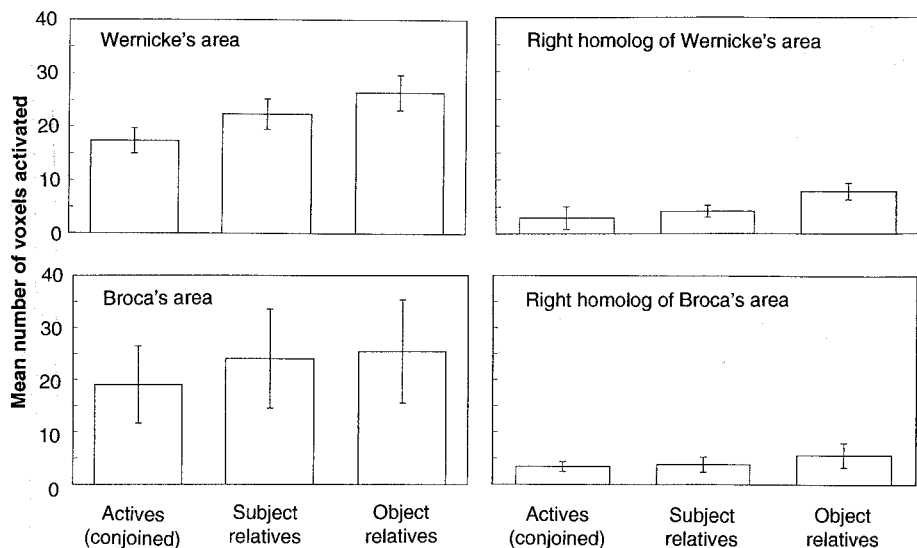 Mean number of voxels activated
40
30
20
10
0
Wernicke's area
Right homolog of Wernicke's area
40
30
20
10
0
Broca's area
Right homolog of Broca's area
Actives
(conjoined)
Subject
relatives
Object
relatives
Actives
(conjoined)
Subject
relatives
Object
relatives